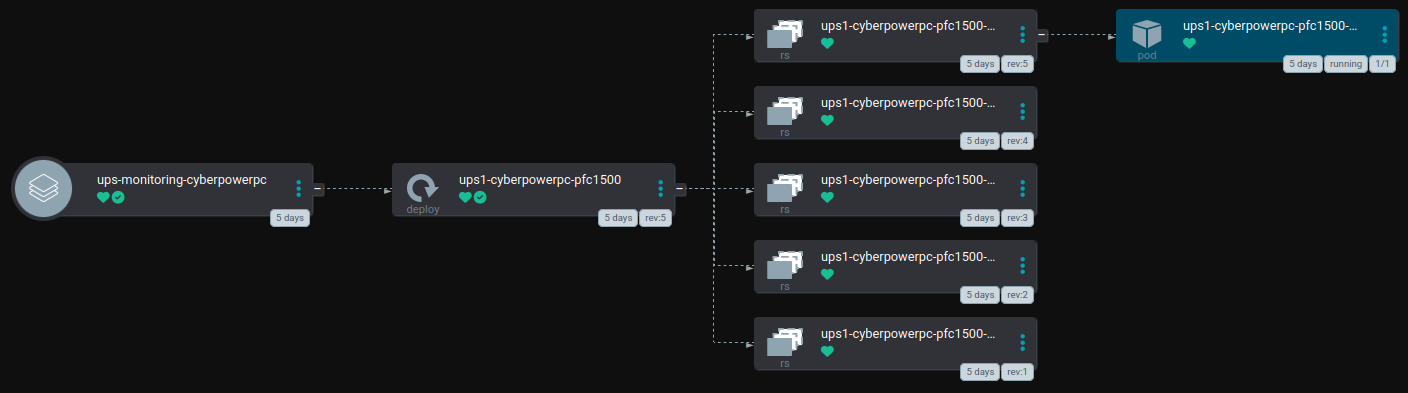 ups1-cyberpowerpc-pfc1500-...
rs
5 days rev:5
ups1-cyberpowerpc-pfc1500-...
pod
5 days running 1/1
ups1-cyberpowerpc-pfc1500-...
rs
5 days rev:4
ups-monitoring-cyberpowerpc
5 days
ups1-cyberpowerpc-pfc1500
deploy
5 days rev:5
ups1-cyberpowerpc-pfc1500-...
rs
5 days rev:3
ups1-cyberpowerpc-pfc1500-...
rs
5 days rev:2
ups1-cyberpowerpc-pfc1500-...
rs
5 days rev:1